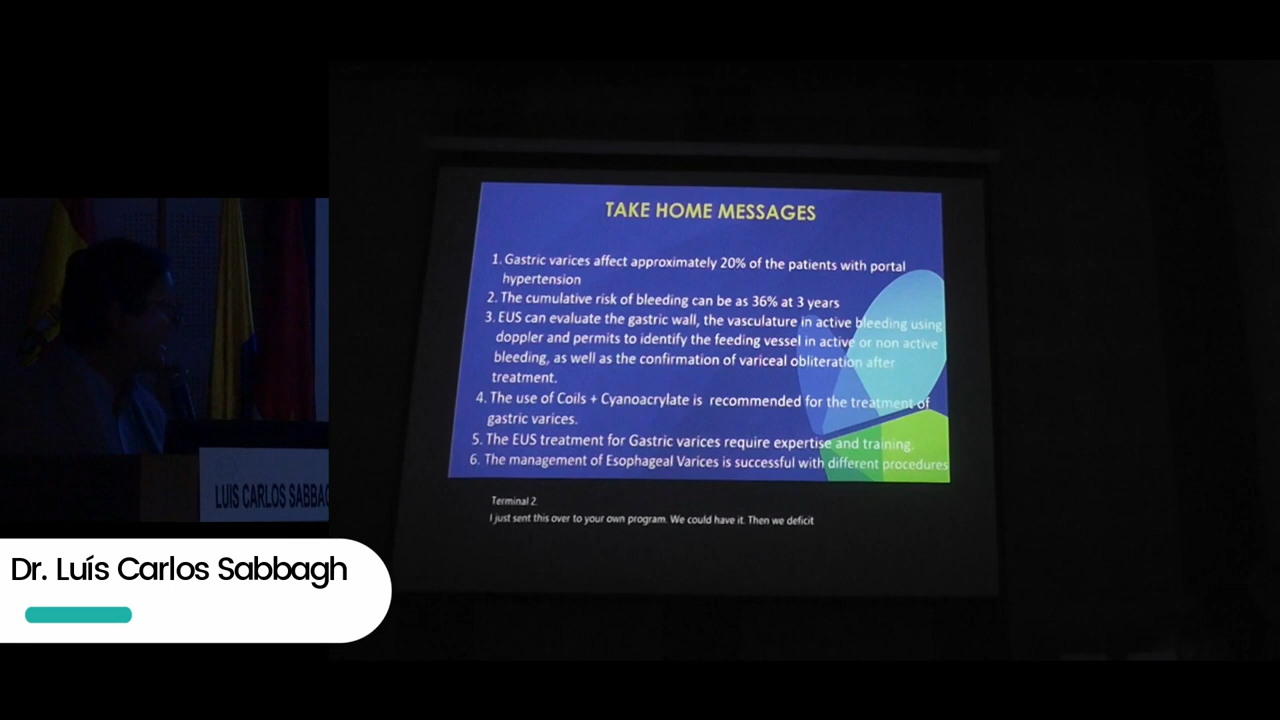 TAKE HOME MESSAGES
1. Gastric varices affect approximately 20% of the patients with portal
hypertension
2. The cumulative risk of bleeding can be as 36% at 3 years
3. EUS can evaluate the gastric wall, the vasculature in active bleeding using
doppler and permits to identify the feeding vessel in active or non active
bleeding, as well as the confirmation of variceal obliteration after
treatment.
4. The use of Coils + Cyanoacrylate is recommended for the treatment of
gastric varices.
5. The EUS treatment for Gastric varices require expertise and training.
6. The management of Esophageal Varices is successful with different procedures
Terminal 2.
I just sent this over to your own program. We could have it. Then we deficit
LUIS CARLOS SABBAG
Dr. Luís Carlos Sabbagh